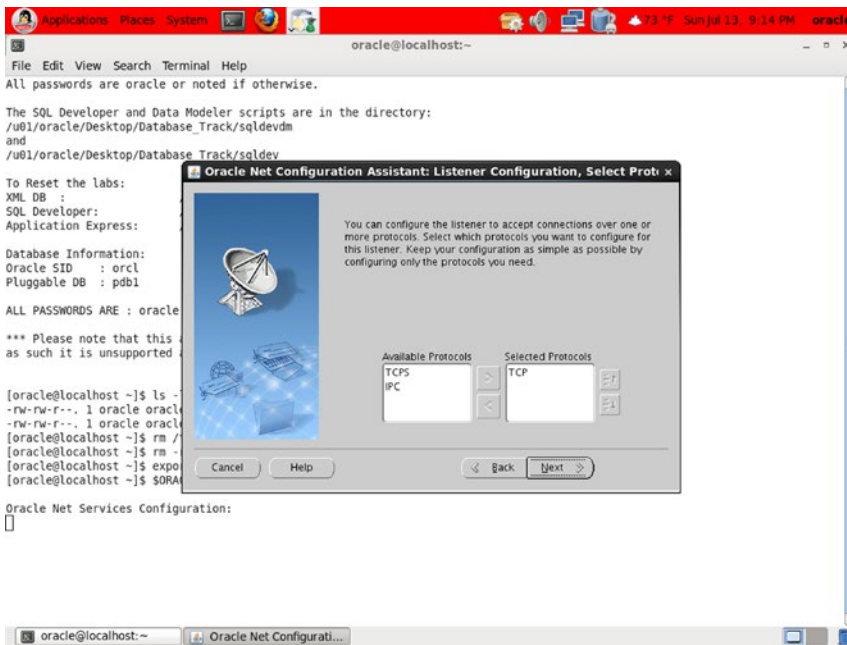 Applications Places System 73 °F Sun Jul 13, 9:14 PM oracle
oracle@localhost:~
File Edit View Search Terminal Help
All passwords are oracle or noted if otherwise.
The SQL Developer and Data Modeler scripts are in the directory:
/u01/oracle/Desktop/Database_Track/sqldevdm
and
/u01/oracle/Desktop/Database_Track/sqldev
To Reset the labs:
XML DB :
SQL Developer:
Application Express:
Database Information:
Oracle SID : orcl
Pluggable DB : pdb1
ALL PASSWORDS ARE : oracle
*** Please note that this
as such it is unsupported
[oracle@localhost ~]$ ls -
-rw-rw-r--. 1 oracle oracl
-rw-rw-r--. 1 oracle oracl
[oracle@localhost ~]$ rm /
[oracle@localhost ~]$ rm -
[oracle@localhost ~]$ expor
[oracle@localhost ~]$ $ORA
Oracle Net Services Configuration:
Oracle Net Configuration Assistant: Listener Configuration, Select Proto
You can configure the listener to accept connections over one or
more protocols. Select which protocols you want to configure for
this listener. Keep your configuration as simple as possible by
configuring only the protocols you need.
Available Protocols Selected Protocols
TCPS TCP
IPC
Cancel Help Back Next
oracle@localhost:~ Oracle Net Configurati...